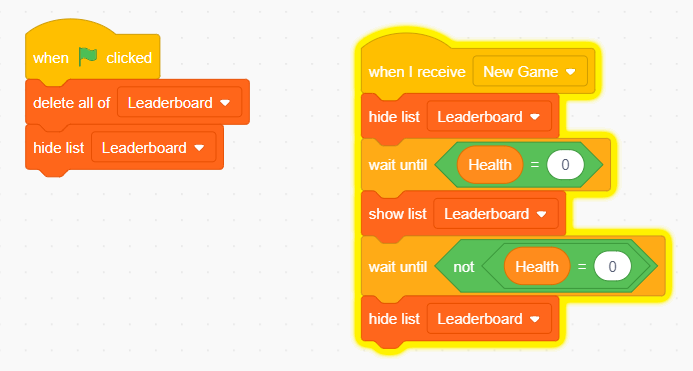 when clicked
delete all of Leaderboard
hide list Leaderboard
when I receive New Game
hide list Leaderboard
wait until Health = 0
show list Leaderboard
wait until not Health = 0
hide list Leaderboard